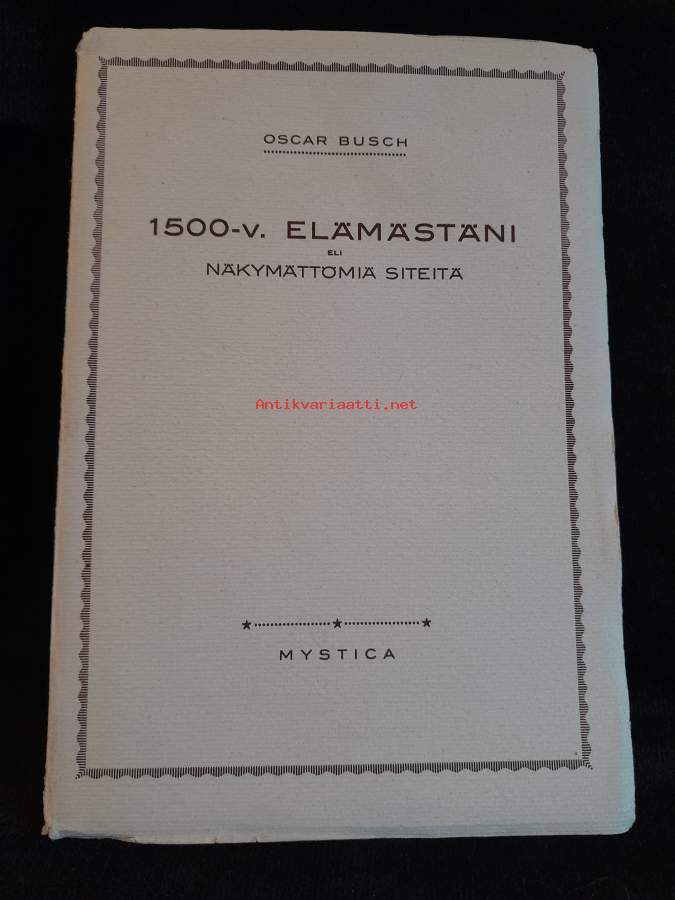 OSCAR BUSCH
1500-v. ELÄMÄSTÄNI
ELI
NÄKYMÄTTÖMIÄ SITEITÄ
Antikvariaatti.net
MYSTICA